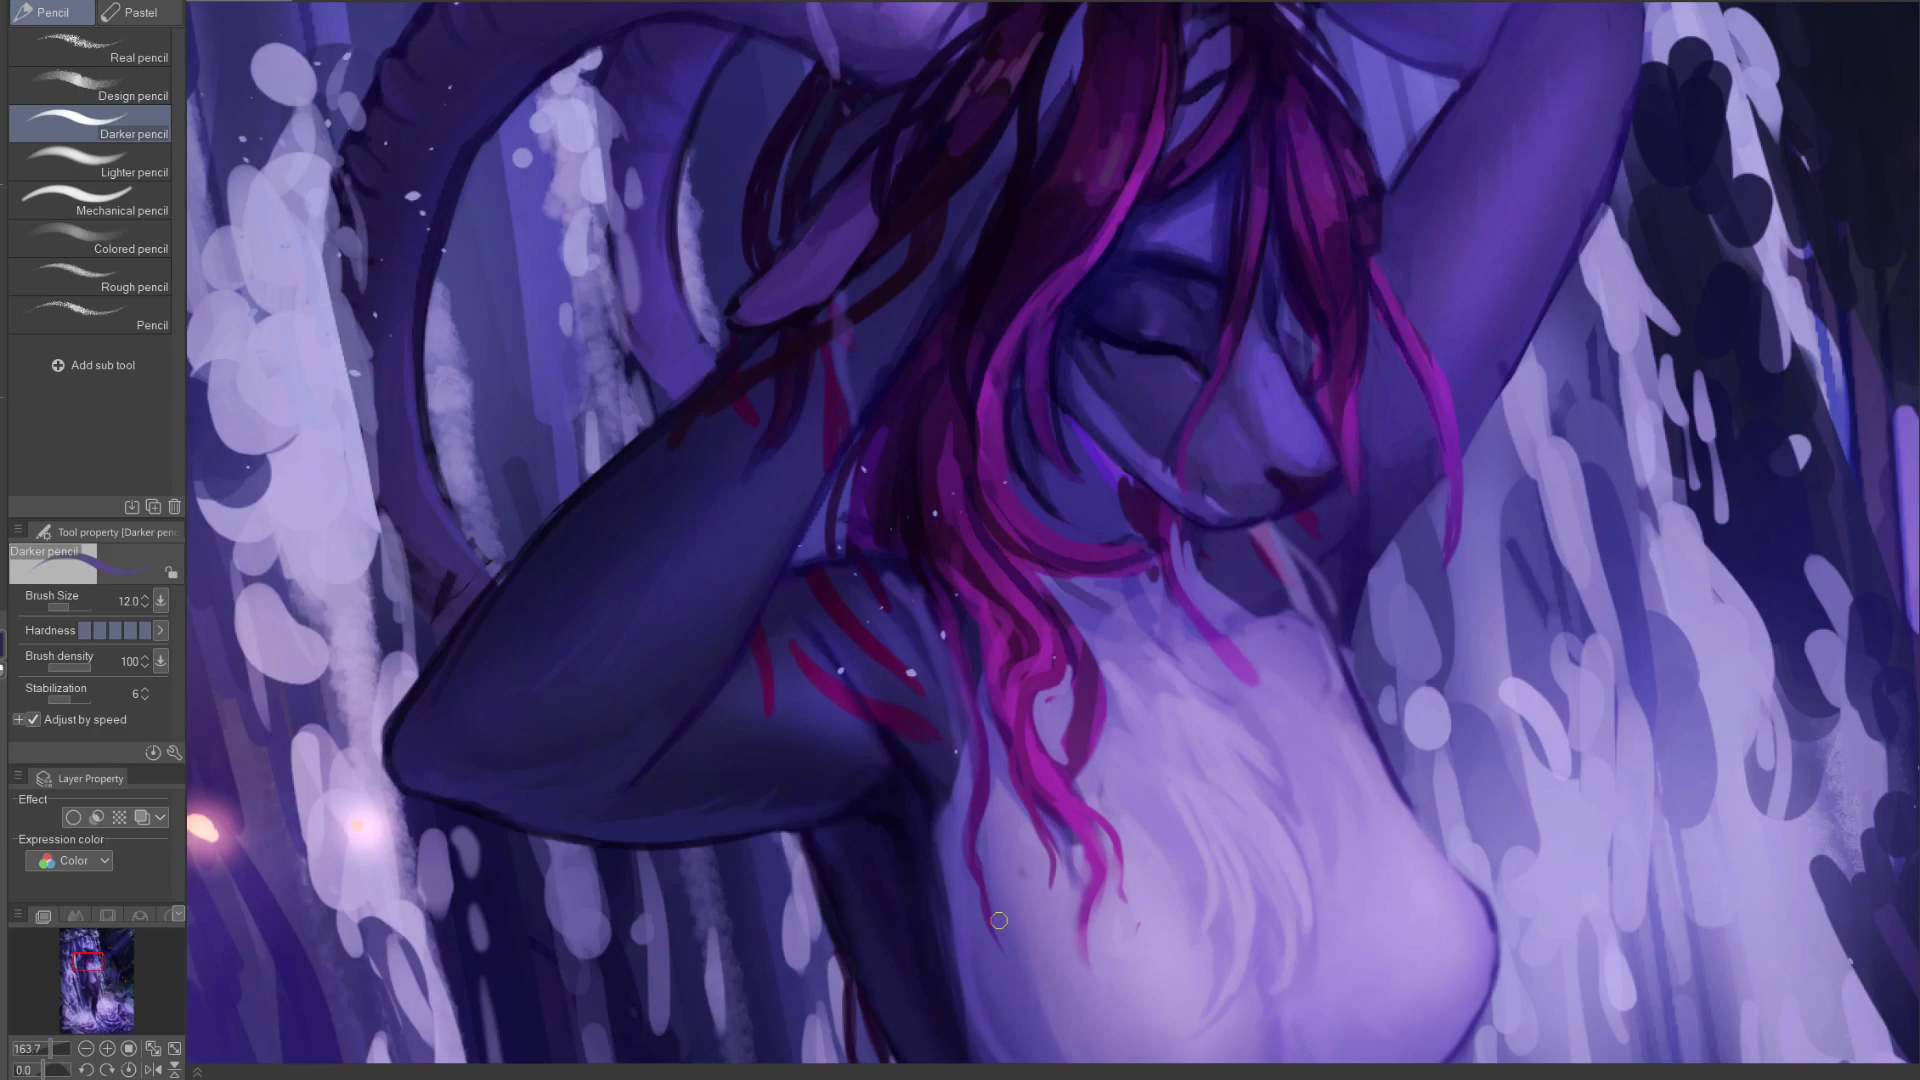 Pencil
Pastel
Real pencil
Design pencil
Darker pencil
Lighter pencil
Mechanical pencil
Colored pencil
Rough pencil
Pencil
Add sub tool
Tool property [Darker penc
Darker pencil
Brush Size 12.0
Hardness
Brush density 100
Stabilization 6
Adjust by speed
Layer Property
Effect
Expression color
Color
163.7
0.0